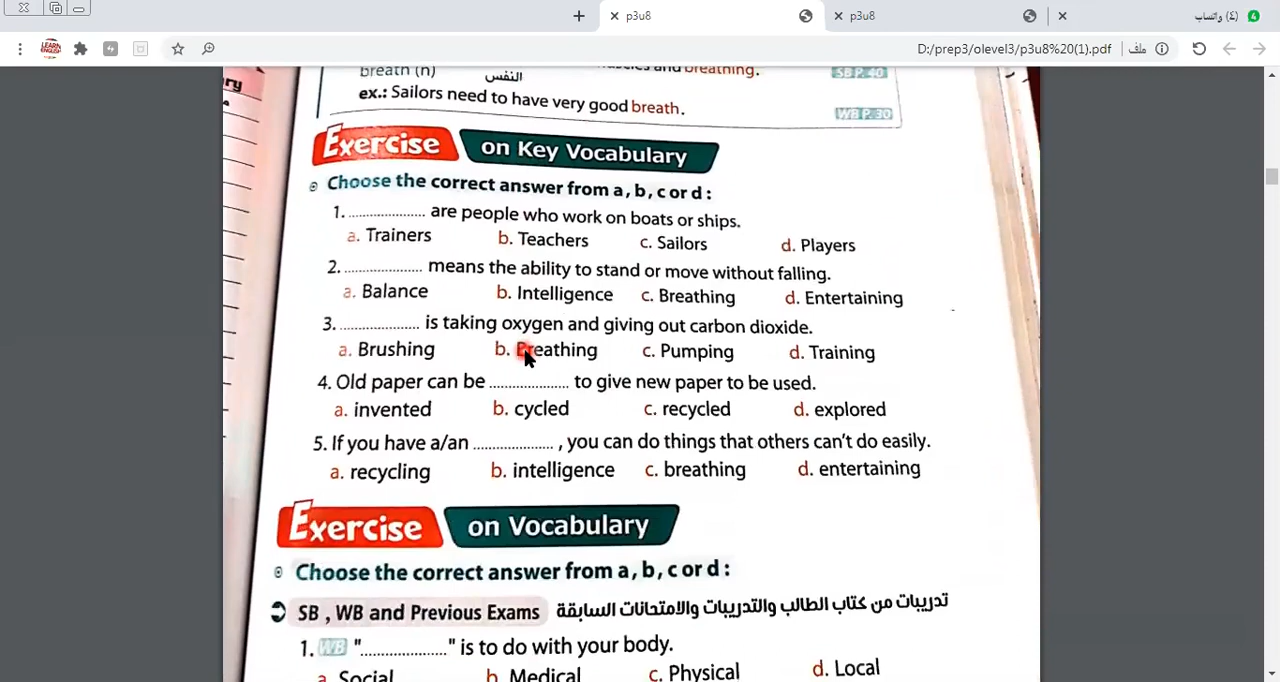 p3u8
p3u8
(٤) واتساب
D:/prep3/olevel3/p3u8%20(1).pdf
ملف
breath (n) النفس
breathing.
SB P. 40
ex.: Sailors need to have very good breath.
WB P. 30
Exercise on Key Vocabulary
Choose the correct answer from a, b, c or d :
1. .................. are people who work on boats or ships.
a. Trainers b. Teachers c. Sailors d. Players
2. .................. means the ability to stand or move without falling.
a. Balance b. Intelligence c. Breathing d. Entertaining
3. .................. is taking oxygen and giving out carbon dioxide.
a. Brushing b. Breathing c. Pumping d. Training
4. Old paper can be .................. to give new paper to be used.
a. invented b. cycled c. recycled d. explored
5. If you have a/an .................. , you can do things that others can't do easily.
a. recycling b. intelligence c. breathing d. entertaining
Exercise on Vocabulary
Choose the correct answer from a, b, c or d :
SB , WB and Previous Exams تدريبات من كتاب الطالب والتدريبات والامتحانات السابقة
1. WB ".................." is to do with your body.
a. Social b. Medical c. Physical d. Local